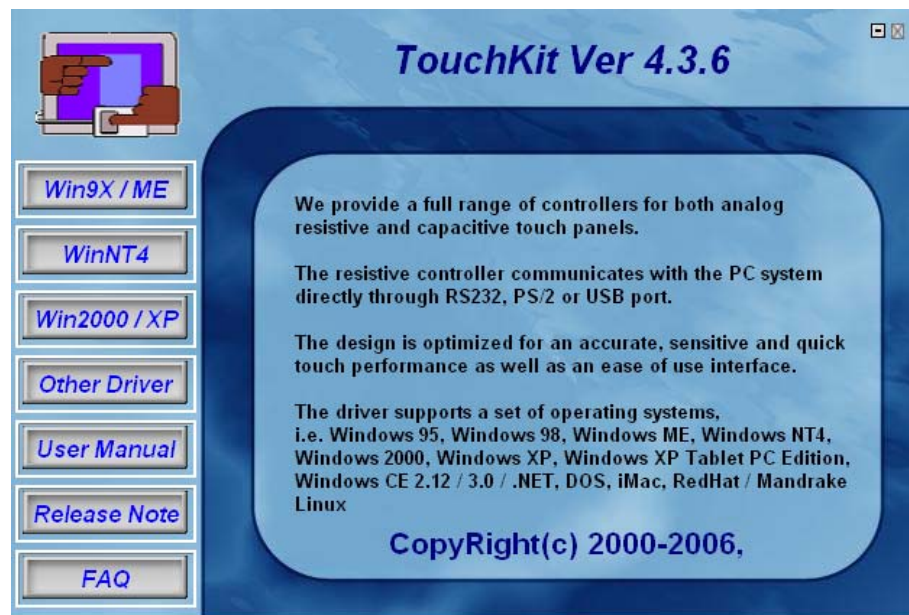 TouchKit Ver 4.3.6
Win9X / ME
WinNT4
Win2000 / XP
Other Driver
User Manual
Release Note
FAQ
We provide a full range of controllers for both analog
resistive and capacitive touch panels.
The resistive controller communicates with the PC system
directly through RS232, PS/2 or USB port.
The design is optimized for an accurate, sensitive and quick
touch performance as well as an ease of use interface.
The driver supports a set of operating systems,
i.e. Windows 95, Windows 98, Windows ME, Windows NT4,
Windows 2000, Windows XP, Windows XP Tablet PC Edition,
Windows CE 2.12 / 3.0 / .NET, DOS, iMac, RedHat / Mandrake
Linux
CopyRight(c) 2000-2006,